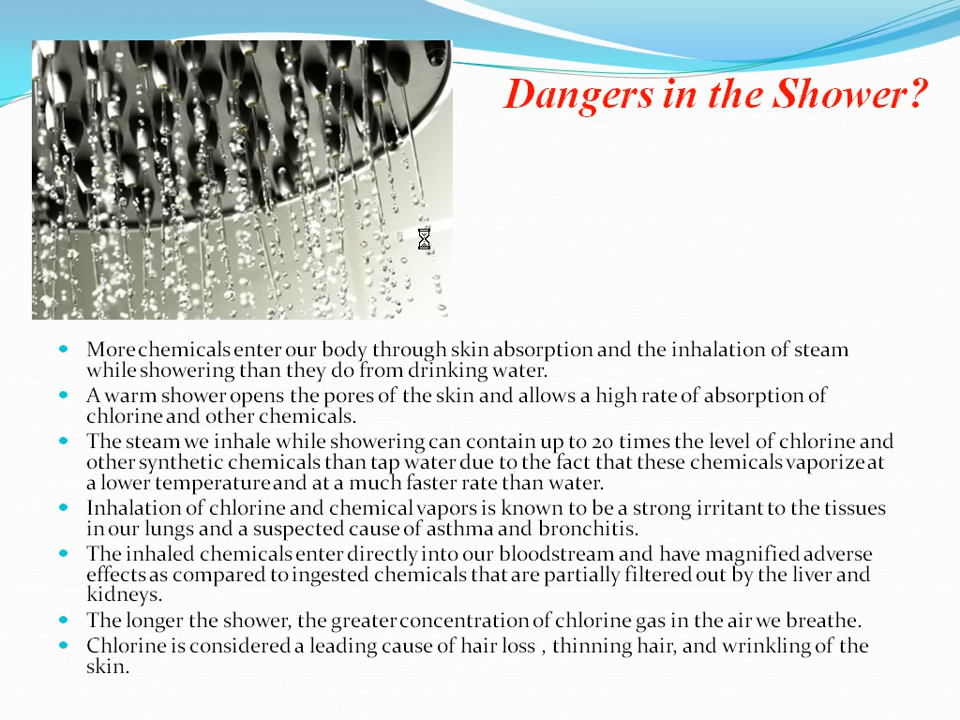 Dangers in the Shower?
More chemicals enter our body through skin absorption and the inhalation of steam
while showering than they do from drinking water.
A warm shower opens the pores of the skin and allows a high rate of absorption of
chlorine and other chemicals.
The steam we inhale while showering can contain up to 20 times the level of chlorine and
other synthetic chemicals than tap water due to the fact that these chemicals vaporize at
a lower temperature and at a much faster rate than water.
Inhalation of chlorine and chemical vapors is known to be a strong irritant to the tissues
in our lungs and a suspected cause of asthma and bronchitis.
The inhaled chemicals enter directly into our bloodstream and have magnified adverse
effects as compared to ingested chemicals that are partially filtered out by the liver and
kidneys.
The longer the shower, the greater concentration of chlorine gas in the air we breathe.
Chlorine is considered a leading cause of hair loss , thinning hair, and wrinkling of the
skin.